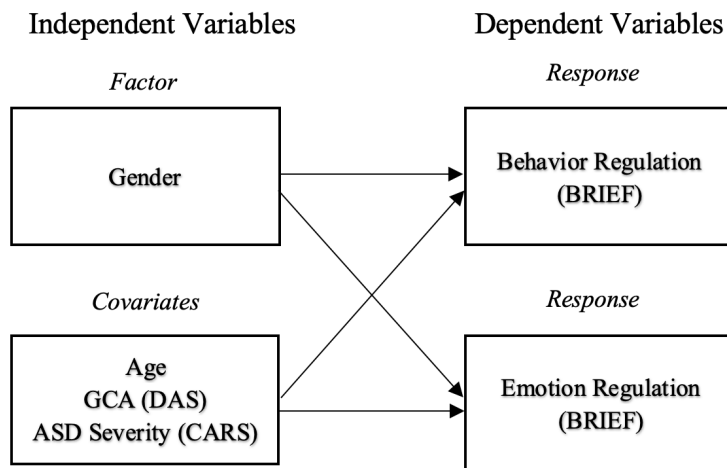 Independent Variables
Dependent Variables
Factor
Response
Gender
Behavior Regulation
(BRIEF)
Covariates
Response
Age
GCA (DAS)
ASD Severity (CARS)
Emotion Regulation
(BRIEF)